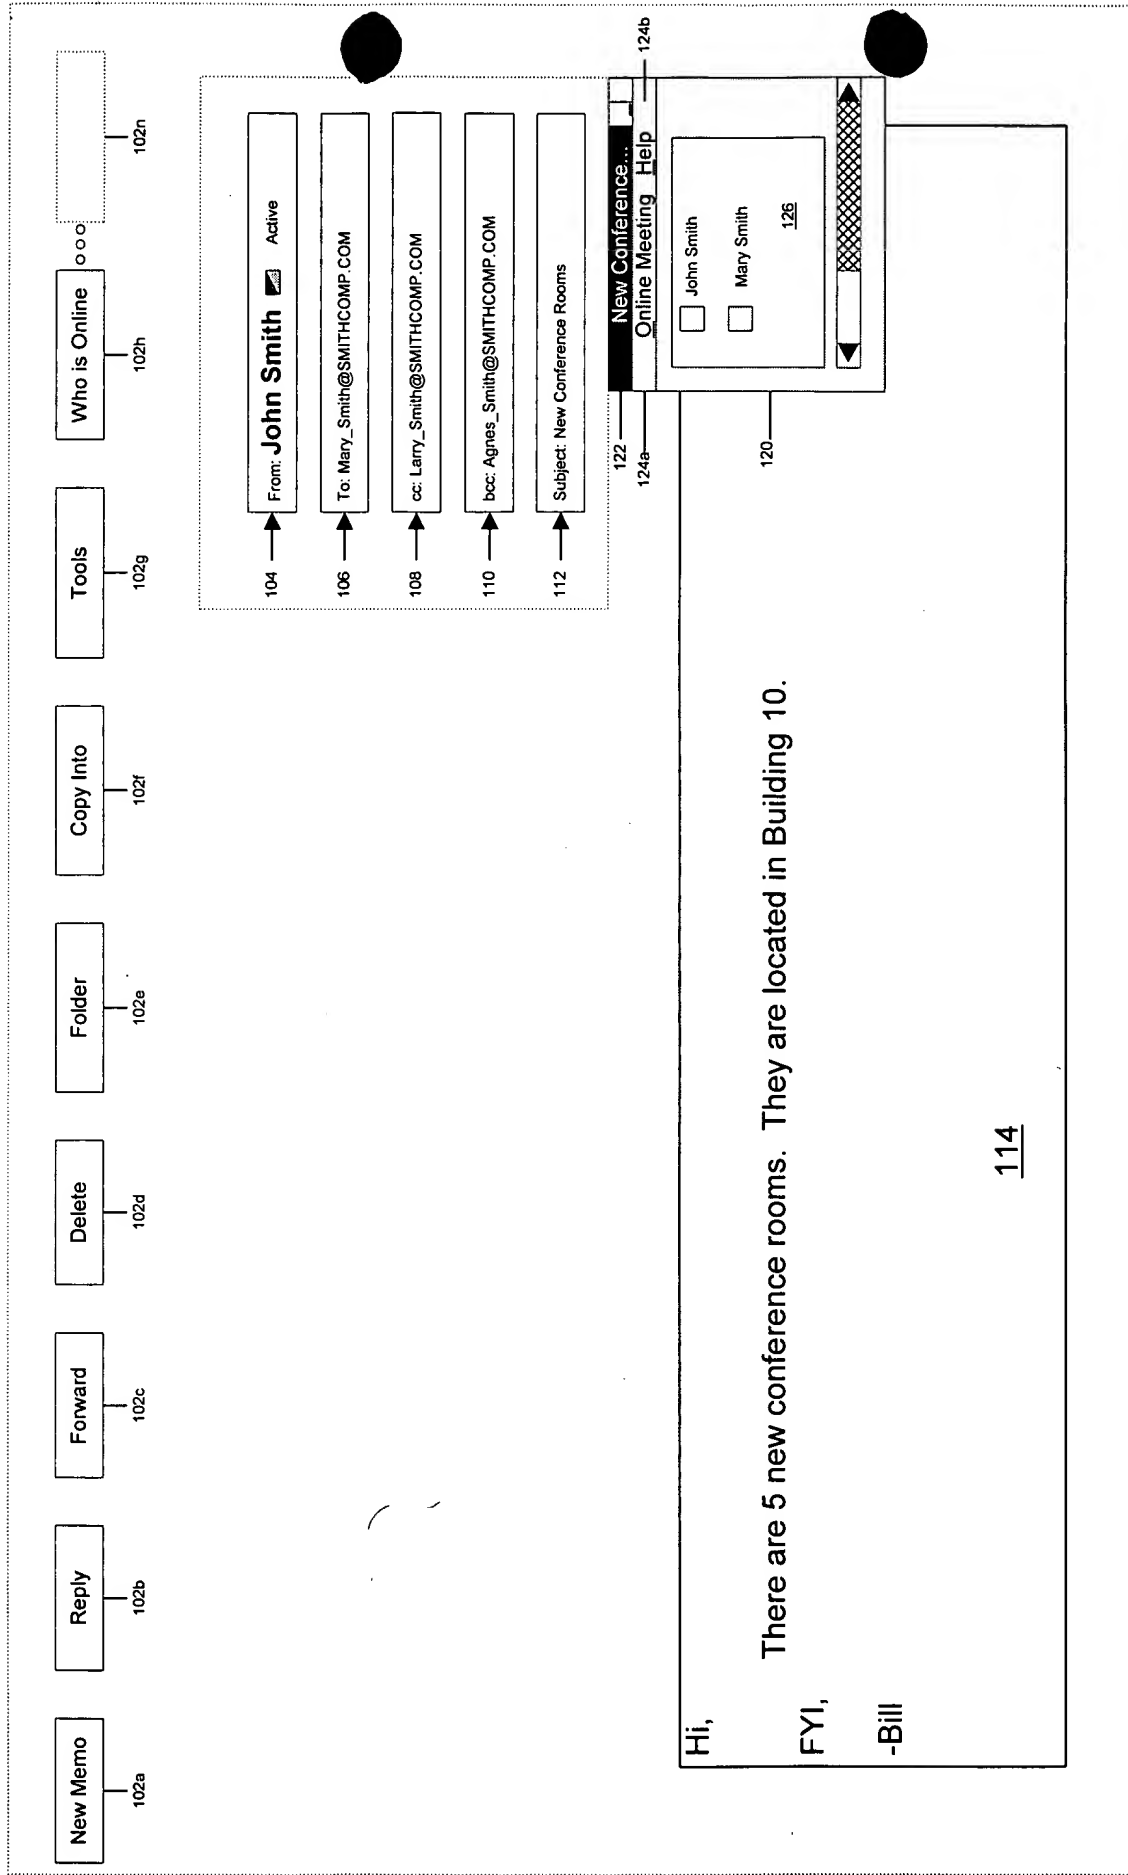 New Memo
Reply
Forward
Delete
Folder
Copy Into
Tools
Who is Online
102a
102b
102c
102d
102e
102f
102g
102h
102n
From: John Smith Active
104
To: Mary_Smith@SMITHCOMP.COM
106
cc: Larry_Smith@SMITHCOMP.COM
108
bcc: Agnes_Smith@SMITHCOMP.COM
110
Subject: New Conference Rooms
112
122
New Conference...
124a
Online Meeting Help
124b
John Smith
Mary Smith
126
120
Hi,
There are 5 new conference rooms. They are located in Building 10.
FYI,
-Bill
114